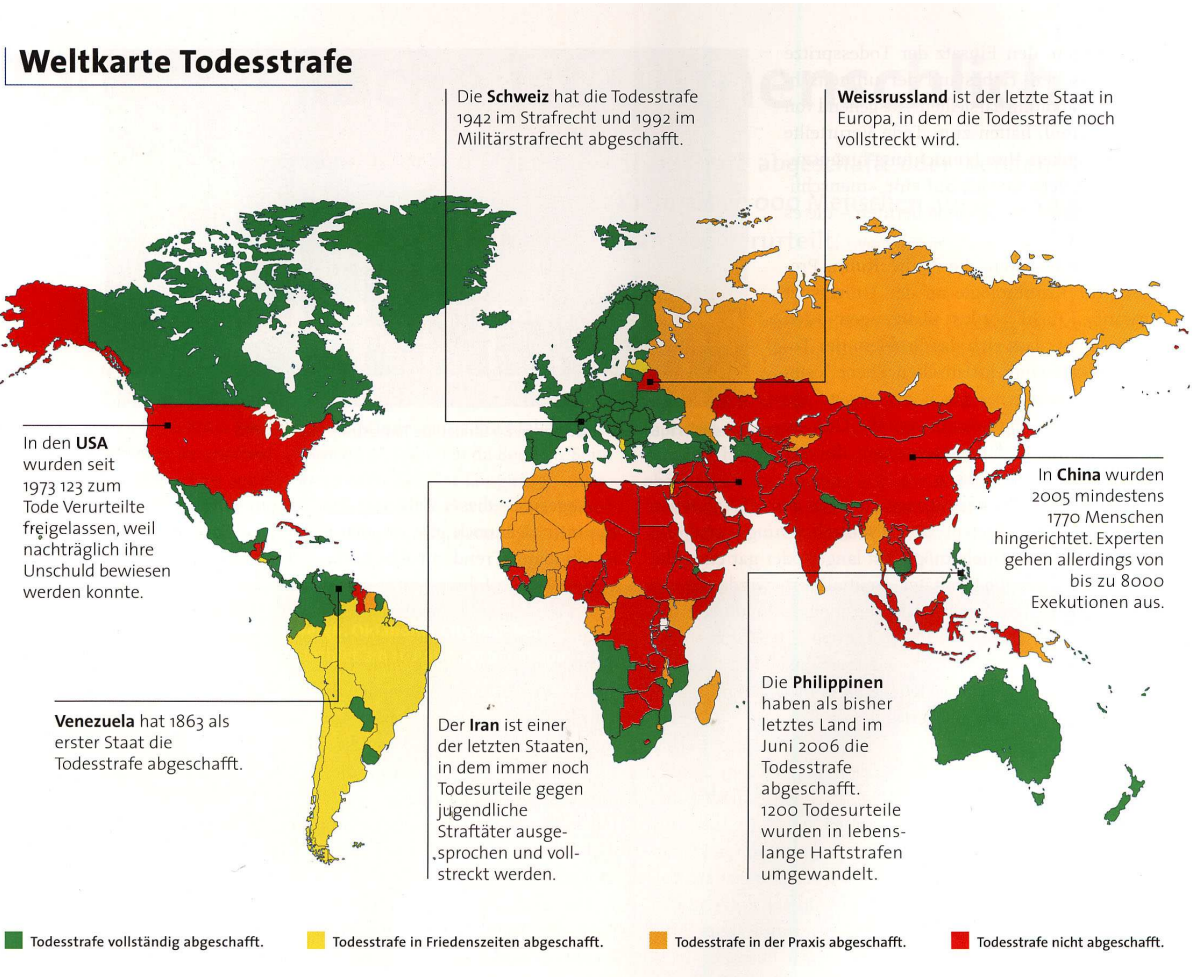 Weltkarte Todesstrafe
Die Schweiz hat die Todesstrafe
1942 im Strafrecht und 1992 im
Militärstrafrecht abgeschafft.
Weissrussland ist der letzte Staat in
Europa, in dem die Todesstrafe noch
vollstreckt wird.
In den USA
wurden seit
1973 123 zum
Tode Verurteilte
freigelassen, weil
nachträglich ihre
Unschuld bewiesen
werden konnte.
In China wurden
2005 mindestens
1770 Menschen
hingerichtet. Experten
gehen allerdings von
bis zu 8000
Exekutionen aus.
Venezuela hat 1863 als
erster Staat die
Todesstrafe abgeschafft.
Der Iran ist einer
der letzten Staaten,
in dem immer noch
Todesurteile gegen
jugendliche
Straftäter ausge-
sprochen und voll-
streckt werden.
Die Philippinen
haben als bisher
letztes Land im
Juni 2006 die
Todesstrafe
abgeschafft.
1200 Todesurteile
wurden in lebens-
lange Haftstrafen
umgewandelt.
Todesstrafe vollständig abgeschafft.
Todesstrafe in Friedenszeiten abgeschafft.
Todesstrafe in der Praxis abgeschafft.
Todesstrafe nicht abgeschafft.